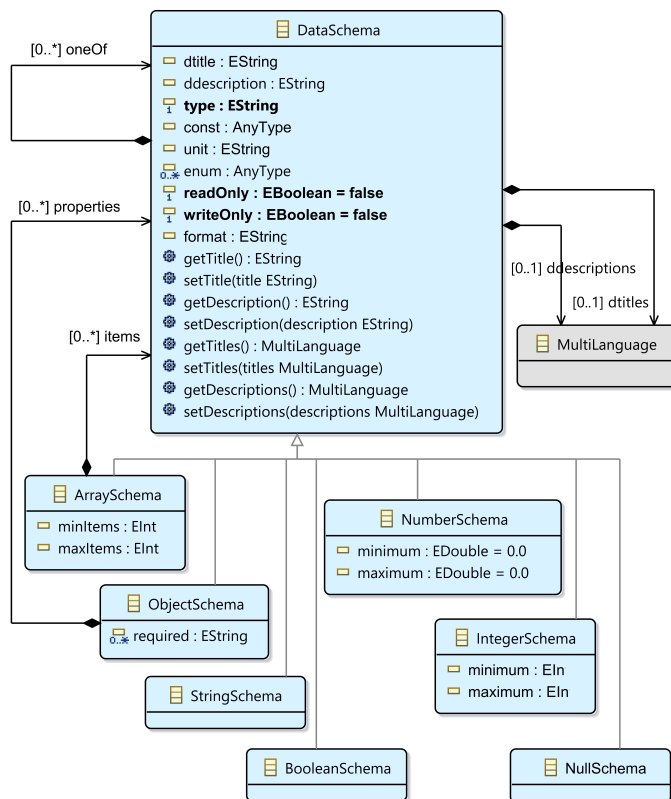 DataSchema
[0..*] oneOf
dtitle : EString
ddescription : EString
1 type : EString
const : AnyType
unit : EString
0..* enum : AnyType
1 readOnly : EBoolean = false
1 writeOnly : EBoolean = false
format : EString
getTitle() : EString
setTitle(title EString)
getDescription() : EString
setDescription(description EString)
getTitles() : MultiLanguage
setTitles(titles MultiLanguage)
getDescriptions() : MultiLanguage
setDescriptions(descriptions MultiLanguage)
[0..*] properties
[0..*] items
[0..1] ddescriptions
[0..1] dtitles
MultiLanguage
ArraySchema
minItems : EInt
maxItems : EInt
NumberSchema
minimum : EDouble = 0.0
maximum : EDouble = 0.0
ObjectSchema
0..* required : EString
IntegerSchema
minimum : EIn
maximum : EIn
StringSchema
BooleanSchema
NullSchema